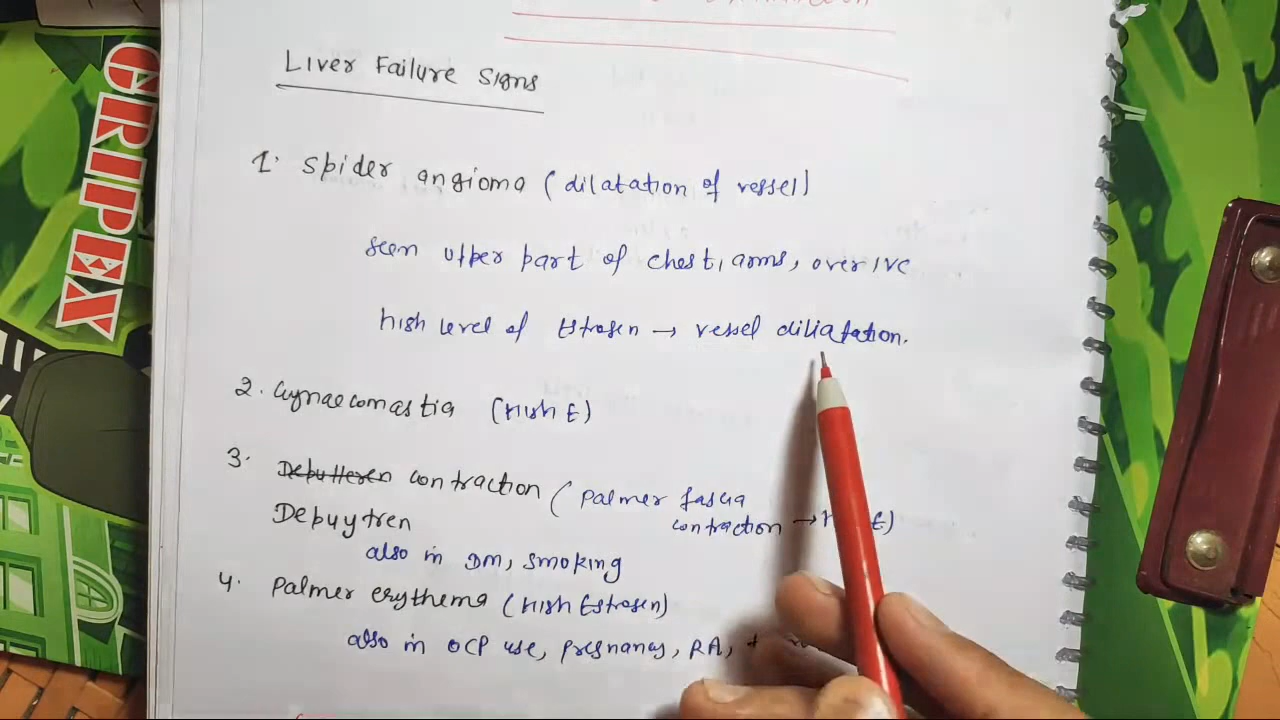 Liver Failure Signs
1. Spider angioma (dilatation of vessel)
seen upper part of chest, arms, over IVC
high level of Estrogen → vessel diliatation.
2. Gynaecomastia (High E)
3. Debutteren contraction (palmer fascia
Debuytren contraction → E)
also in DM, smoking
4. Palmer erythema (High Estrogen)
also in OCP use, pregnancy, RA,
CRIPEX